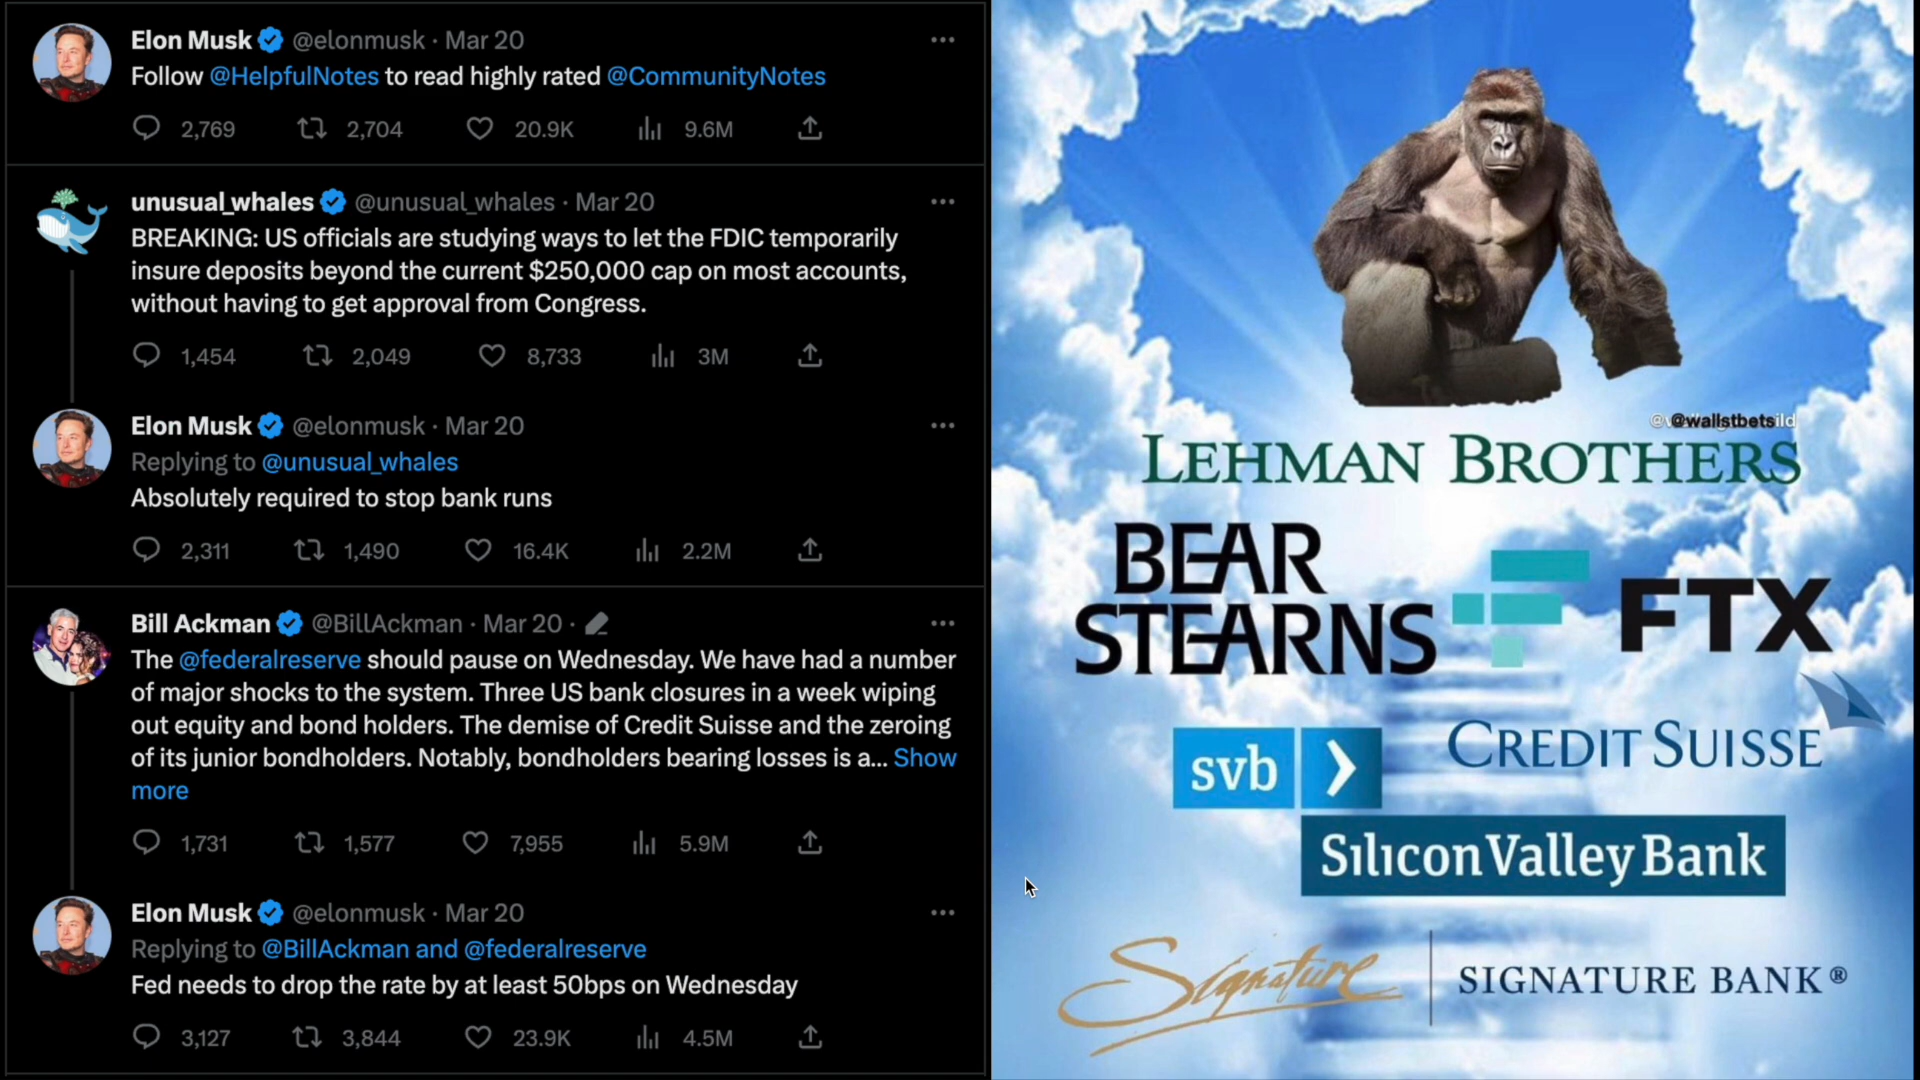 Elon Musk @elonmusk · Mar 20
Follow @HelpfulNotes to read highly rated @CommunityNotes
2,769 2,704 20.9K 9.6M
unusual_whales @unusual_whales · Mar 20
BREAKING: US officials are studying ways to let the FDIC temporarily
insure deposits beyond the current $250,000 cap on most accounts,
without having to get approval from Congress.
1,454 2,049 8,733 3M
Elon Musk @elonmusk · Mar 20
Replying to @unusual_whales
Absolutely required to stop bank runs
2,311 1,490 16.4K 2.2M
Bill Ackman @BillAckman · Mar 20 ·
The @federalreserve should pause on Wednesday. We have had a number
of major shocks to the system. Three US bank closures in a week wiping
out equity and bond holders. The demise of Credit Suisse and the zeroing
of its junior bondholders. Notably, bondholders bearing losses is a... Show
more
1,731 1,577 7,955 5.9M
Elon Musk @elonmusk · Mar 20
Replying to @BillAckman and @federalreserve
Fed needs to drop the rate by at least 50bps on Wednesday
3,127 3,844 23.9K 4.5M
@wallstbets
LEHMAN BROTHERS
BEAR
STEARNS
FTX
CREDIT SUISSE
svb
Silicon Valley Bank
Signature
SIGNATURE BANK®